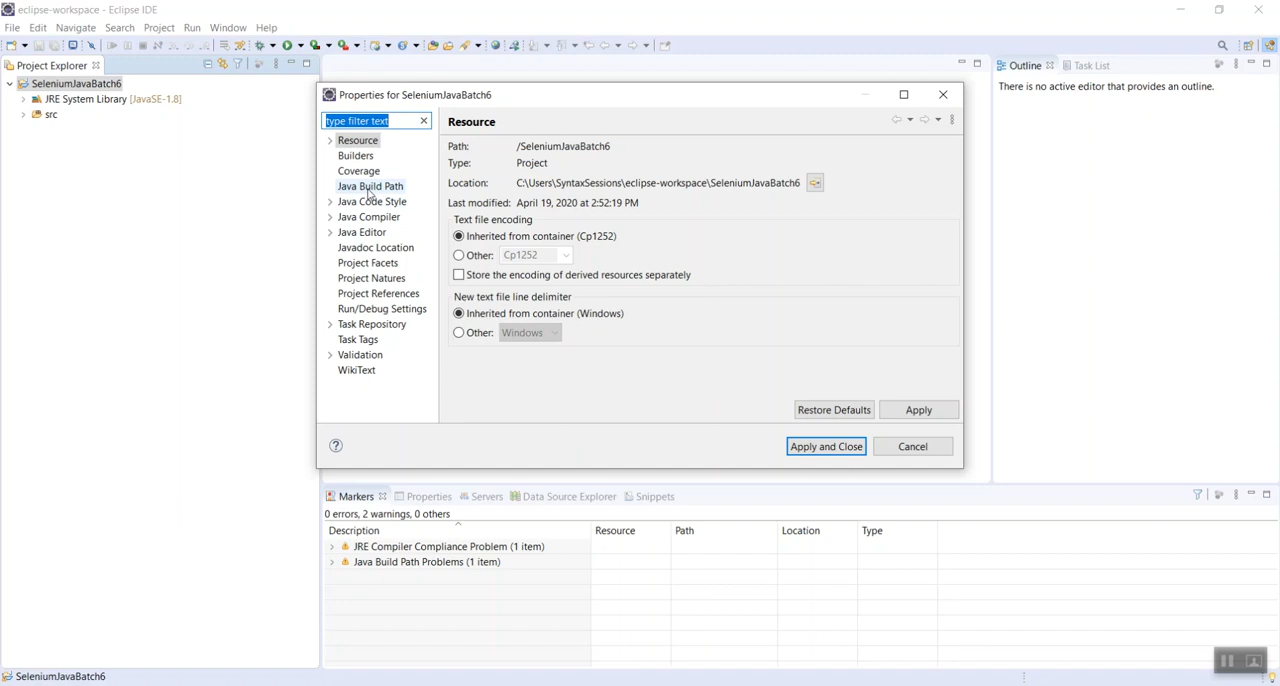 eclipse-workspace - Eclipse IDE
File Edit Navigate Search Project Run Window Help
Project Explorer
SeleniumJavaBatch6
JRE System Library [JavaSE-1.8]
src
Properties for SeleniumJavaBatch6
type filter text
Resource
Builders
Coverage
Java Build Path
Java Code Style
Java Compiler
Java Editor
Javadoc Location
Project Facets
Project Natures
Project References
Run/Debug Settings
Task Repository
Task Tags
Validation
WikiText
Resource
Path: /SeleniumJavaBatch6
Type: Project
Location: C:\Users\SyntaxSessions\eclipse-workspace\SeleniumJavaBatch6
Last modified: April 19, 2020 at 2:52:19 PM
Text file encoding
Inherited from container (Cp1252)
Other: Cp1252
Store the encoding of derived resources separately
New text file line delimiter
Inherited from container (Windows)
Other: Windows
Restore Defaults Apply
Apply and Close Cancel
Outline Task List
There is no active editor that provides an outline.
Markers Properties Servers Data Source Explorer Snippets
0 errors, 2 warnings, 0 others
Description Resource Path Location Type
JRE Compiler Compliance Problem (1 item)
Java Build Path Problems (1 item)
SeleniumJavaBatch6